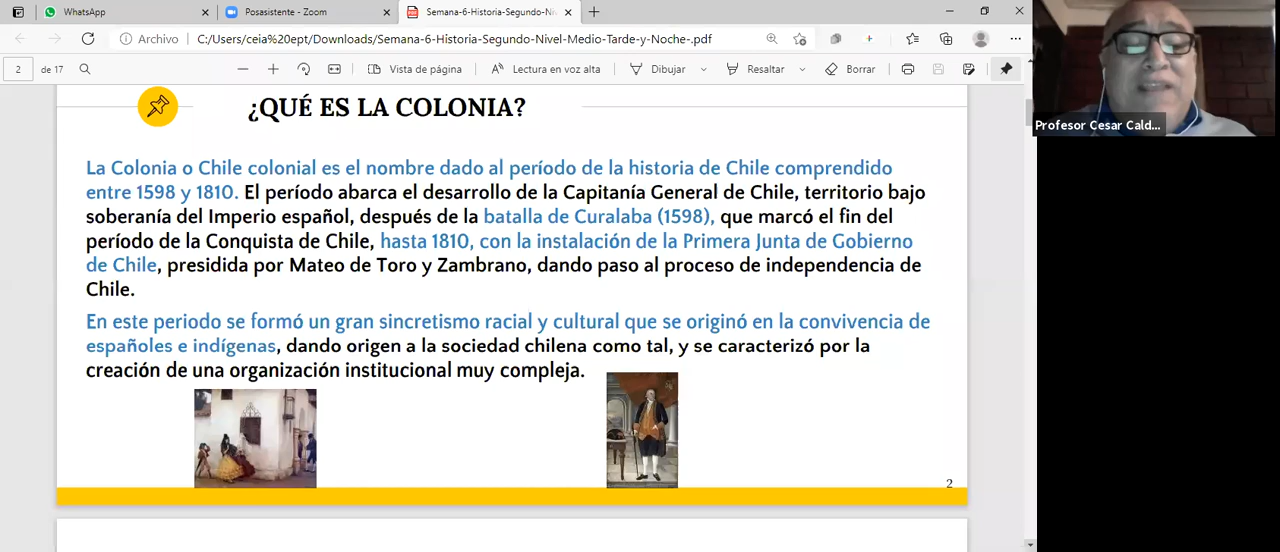 WhatsApp
Posasistente - Zoom
Semana-6-Historia-Segundo-Niv
Archivo
C:/Users/ceia%20ept/Downloads/Semana-6-Historia-Segundo-Nivel-Medio-Tarde-y-Noche-.pdf
2 de 17
Vista de página
Lectura en voz alta
Dibujar
Resaltar
Borrar
¿QUÉ ES LA COLONIA?
La Colonia o Chile colonial es el nombre dado al período de la historia de Chile comprendido
entre 1598 y 1810. El período abarca el desarrollo de la Capitanía General de Chile, territorio bajo
soberanía del Imperio español, después de la batalla de Curalaba (1598), que marcó el fin del
período de la Conquista de Chile, hasta 1810, con la instalación de la Primera Junta de Gobierno
de Chile, presidida por Mateo de Toro y Zambrano, dando paso al proceso de independencia de
Chile.
En este periodo se formó un gran sincretismo racial y cultural que se originó en la convivencia de
españoles e indígenas, dando origen a la sociedad chilena como tal, y se caracterizó por la
creación de una organización institucional muy compleja.
2
Profesor Cesar Cald...